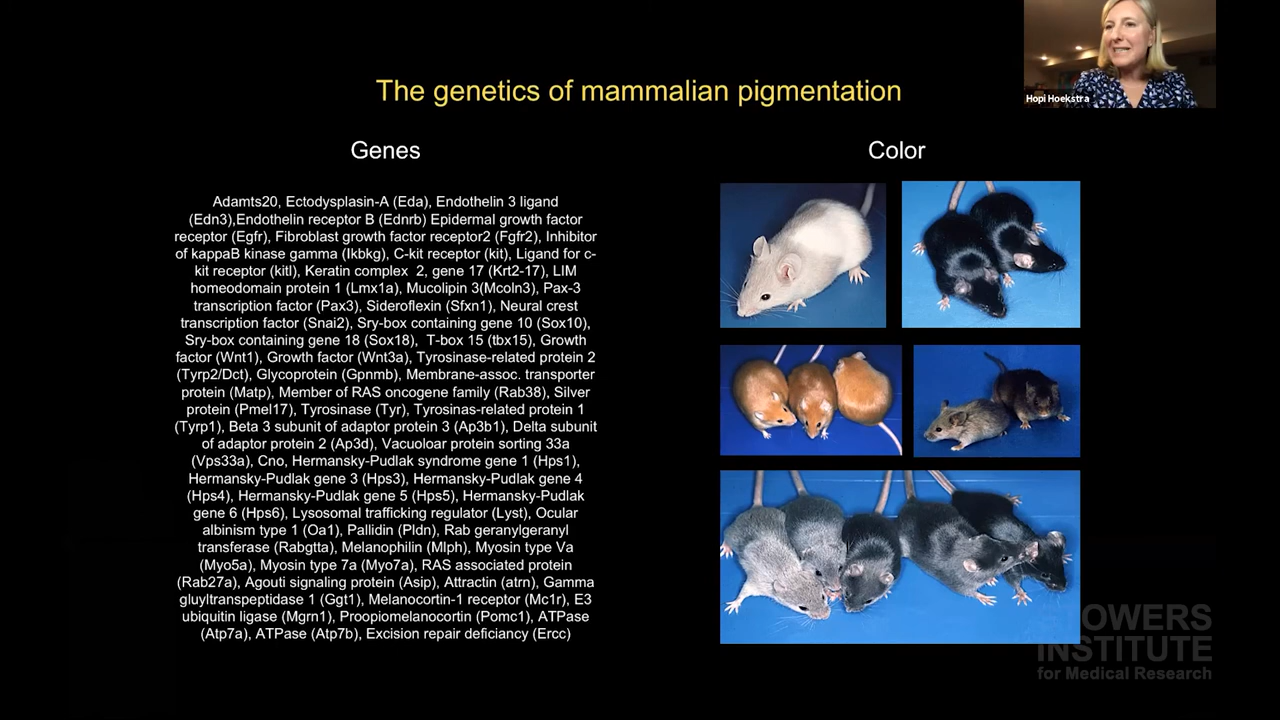 The genetics of mammalian pigmentation
Hopi Hoekstra
Genes
Color
Adamts20, Ectodysplasin-A (Eda), Endothelin 3 ligand
(Edn3),Endothelin receptor B (Ednrb) Epidermal growth factor
receptor (Egfr), Fibroblast growth factor receptor2 (Fgfr2), Inhibitor
of kappaB kinase gamma (Ikbkg), C-kit receptor (kit), Ligand for c-
kit receptor (kitl), Keratin complex 2, gene 17 (Krt2-17), LIM
homeodomain protein 1 (Lmx1a), Mucolipin 3(Mcoln3), Pax-3
transcription factor (Pax3), Sideroflexin (Sfxn1), Neural crest
transcription factor (Snai2), Sry-box containing gene 10 (Sox10),
Sry-box containing gene 18 (Sox18), T-box 15 (tbx15), Growth
factor (Wnt1), Growth factor (Wnt3a), Tyrosinase-related protein 2
(Tyrp2/Dct), Glycoprotein (Gpnmb), Membrane-assoc. transporter
protein (Matp), Member of RAS oncogene family (Rab38), Silver
protein (Pmel17), Tyrosinase (Tyr), Tyrosinas-related protein 1
(Tyrp1), Beta 3 subunit of adaptor protein 3 (Ap3b1), Delta subunit
of adaptor protein 2 (Ap3d), Vacuoloar protein sorting 33a
(Vps33a), Cno, Hermansky-Pudlak syndrome gene 1 (Hps1),
Hermansky-Pudlak gene 3 (Hps3), Hermansky-Pudlak gene 4
(Hps4), Hermansky-Pudlak gene 5 (Hps5), Hermansky-Pudlak
gene 6 (Hps6), Lysosomal trafficking regulator (Lyst), Ocular
albinism type 1 (Oa1), Pallidin (Pldn), Rab geranylgeranyl
transferase (Rabgtta), Melanophilin (Mlph), Myosin type Va
(Myo5a), Myosin type 7a (Myo7a), RAS associated protein
(Rab27a), Agouti signaling protein (Asip), Attractin (atrn), Gamma
gluyltranspeptidase 1 (Ggt1), Melanocortin-1 receptor (Mc1r), E3
ubiquitin ligase (Mgrn1), Proopiomelanocortin (Pomc1), ATPase
(Atp7a), ATPase (Atp7b), Excision repair deficiancy (Ercc)
STOWERS
INSTITUTE
for Medical Research